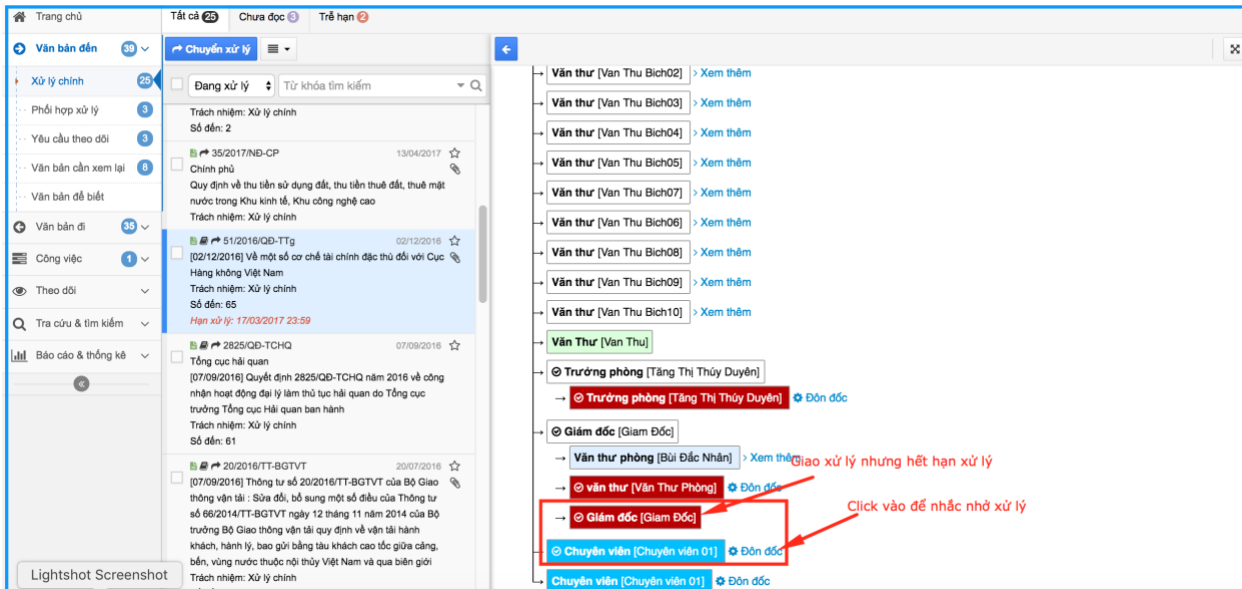 Trang chủ
Tất cả 25
Chưa đọc 3
Trễ hạn 2
Văn bản đến 39
Xử lý chính 25
Phối hợp xử lý 3
Yêu cầu theo dõi 3
Văn bản cần xem lại 8
Văn bản để biết
Văn bản đi 35
Công việc 1
Theo dõi
Tra cứu & tìm kiếm
Báo cáo & thống kê
Chuyển xử lý
Đang xử lý
Từ khóa tìm kiếm
Trách nhiệm: Xử lý chính
Số đến: 2
35/2017/NĐ-CP 13/04/2017
Chính phủ
Quy định về thu tiền sử dụng đất, thu tiền thuê đất, thuê mặt
nước trong Khu kinh tế, Khu công nghệ cao
Trách nhiệm: Xử lý chính
51/2016/QĐ-TTg 02/12/2016
[02/12/2016] Về một số cơ chế tài chính đặc thù đối với Cục
Hàng không Việt Nam
Trách nhiệm: Xử lý chính
Số đến: 65
Hạn xử lý: 17/03/2017 23:59
2825/QĐ-TCHQ 07/09/2016
Tổng cục hải quan
[07/09/2016] Quyết định 2825/QĐ-TCHQ năm 2016 về công
nhận hoạt động đại lý làm thủ tục hải quan do Tổng cục
trưởng Tổng cục Hải quan ban hành
Trách nhiệm: Xử lý chính
Số đến: 61
20/2016/TT-BGTVT 20/07/2016
[07/09/2016] Thông tư số 20/2016/TT-BGTVT của Bộ Giao
thông vận tải : Sửa đổi, bổ sung một số điều của Thông tư
số 66/2014/TT-BGTVT ngày 12 tháng 11 năm 2014 của Bộ
trưởng Bộ Giao thông vận tải quy định về vận tải hành
khách, hành lý, bao gửi bằng tàu khách cao tốc giữa cảng,
bến, vùng nước thuộc nội thủy Việt Nam và qua biên giới
Trách nhiệm: Xử lý chính
Văn thư [Van Thu Bich02] › Xem thêm
Văn thư [Van Thu Bich03] › Xem thêm
Văn thư [Van Thu Bich04] › Xem thêm
Văn thư [Van Thu Bich05] › Xem thêm
Văn thư [Van Thu Bich07] › Xem thêm
Văn thư [Van Thu Bich06] › Xem thêm
Văn thư [Van Thu Bich08] › Xem thêm
Văn thư [Van Thu Bich09] › Xem thêm
Văn thư [Van Thu Bich10] › Xem thêm
Văn Thư [Van Thu]
Trưởng phòng [Tăng Thị Thúy Duyên]
Trưởng phòng [Tăng Thị Thúy Duyên] Đôn đốc
Giám đốc [Giam Đốc]
Văn thư phòng [Bùi Đắc Nhân] › Xem thêm
Giao xử lý nhưng hết hạn xử lý
văn thư [Văn Thư Phòng] Đôn đốc
Click vào để nhắc nhở xử lý
Giám đốc [Giam Đốc]
Chuyên viên [Chuyên viên 01] Đôn đốc
Chuyên viên [Chuyên viên 01] Đôn đốc
Lightshot Screenshot